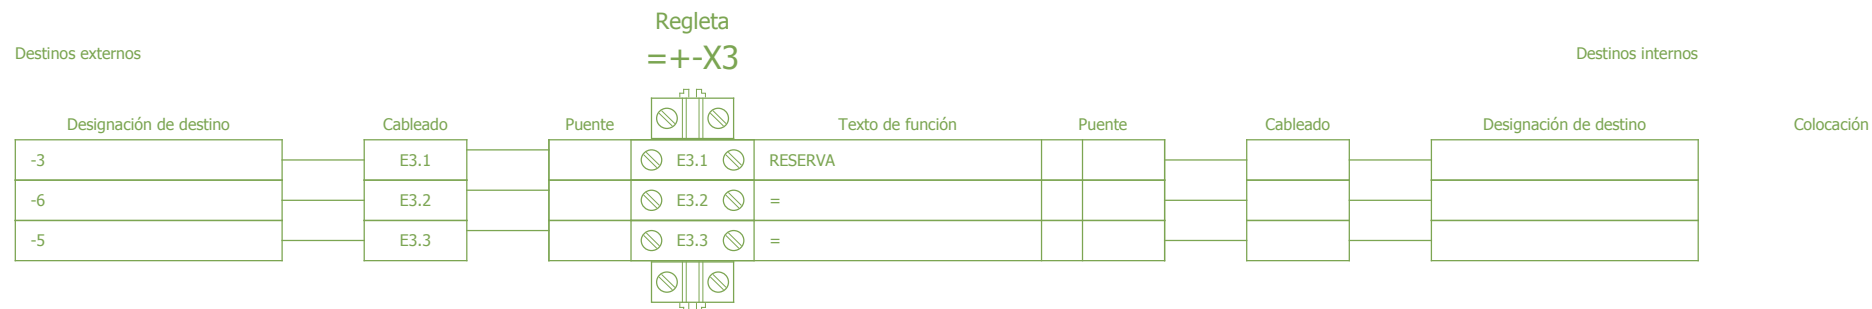 Regleta
=+-X3
Destinos externos
Destinos internos
Designación de destino Cableado Puente Texto de función Puente Cableado Designación de destino Colocación
-3 E3.1 E3.1 RESERVA
-6 E3.2 E3.2 =
-5 E3.3 E3.3 =